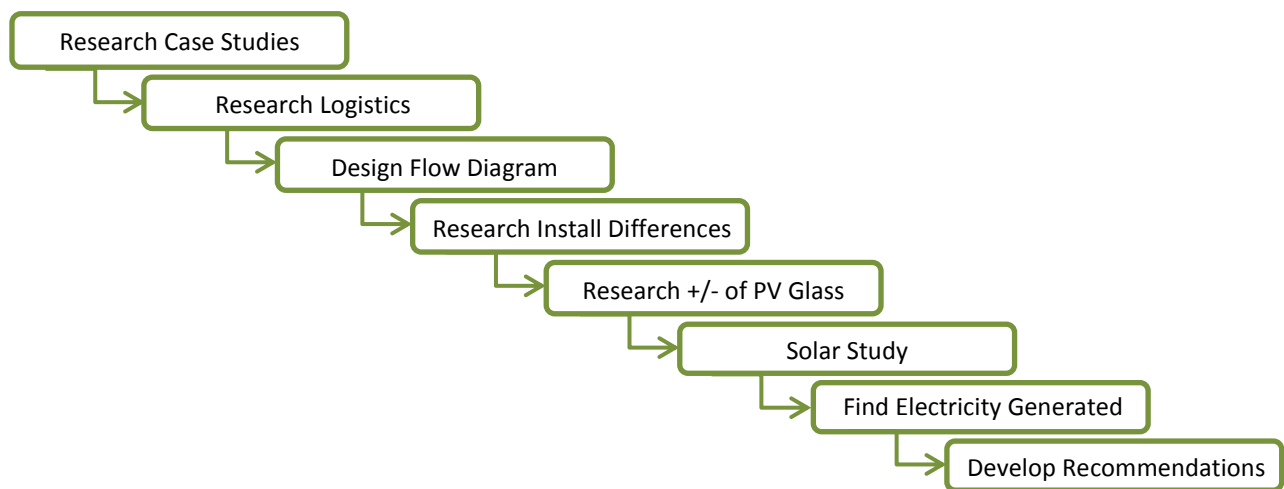 Research Case Studies
Research Logistics
Design Flow Diagram
Research Install Differences
Research +/- of PV Glass
Solar Study
Find Electricity Generated
Develop Recommendations